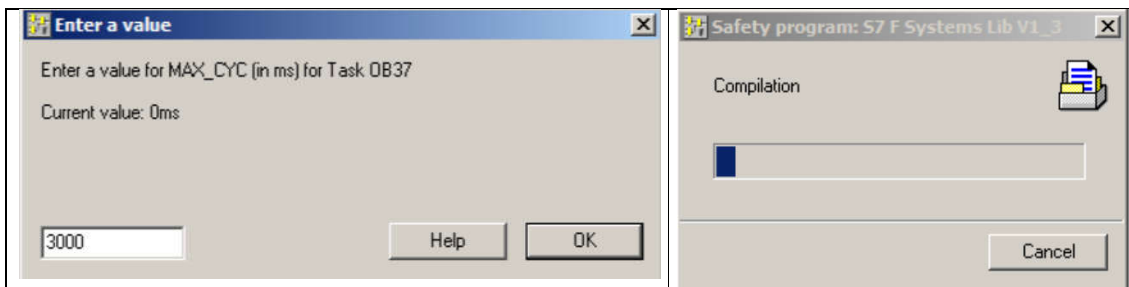 Enter a value
Enter a value for MAX_CYC (in ms) for Task OB37
Current value: 0ms
3000
Help
OK
Safety program: S7 F Systems Lib V1_3
Compilation
Cancel